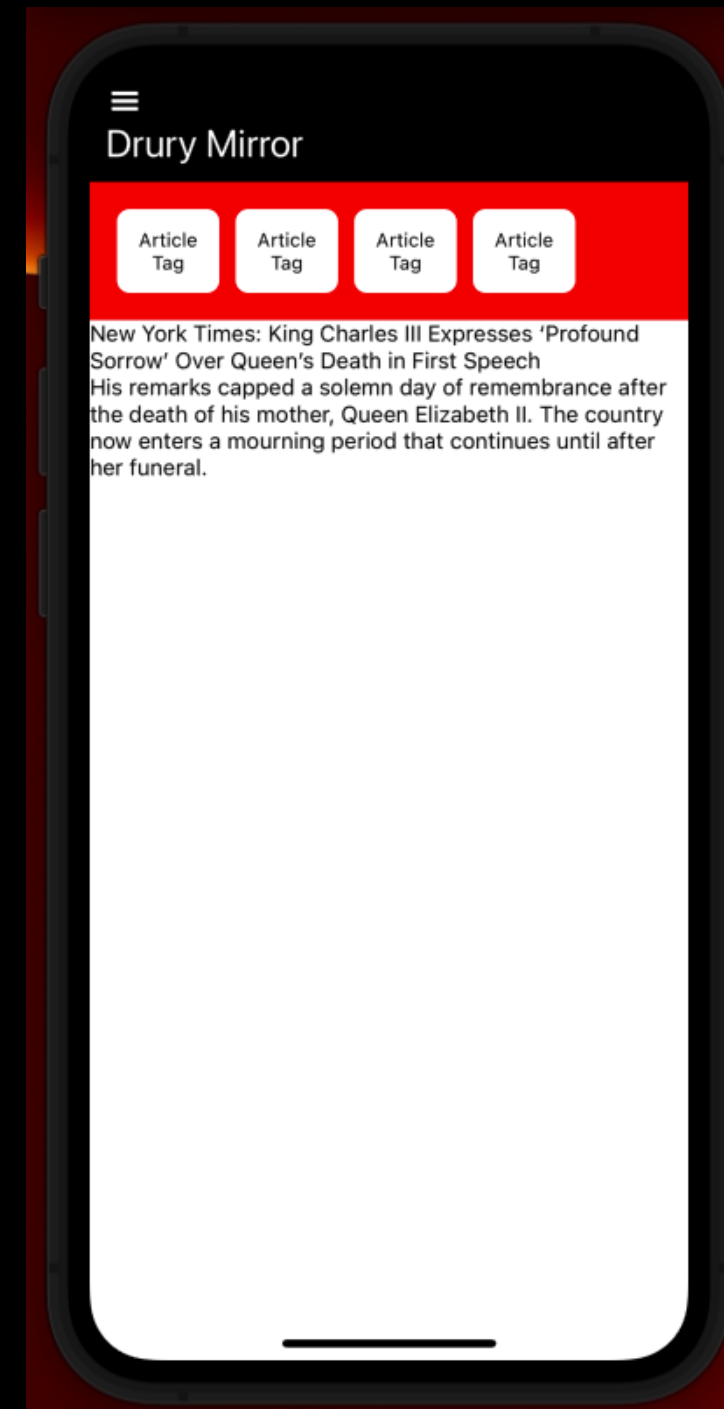 Drury Mirror
Article Article Article Article
Tag Tag Tag Tag
New York Times: King Charles III Expresses ‘Profound
Sorrow’ Over Queen’s Death in First Speech
His remarks capped a solemn day of remembrance after
the death of his mother, Queen Elizabeth II. The country
now enters a mourning period that continues until after
her funeral.